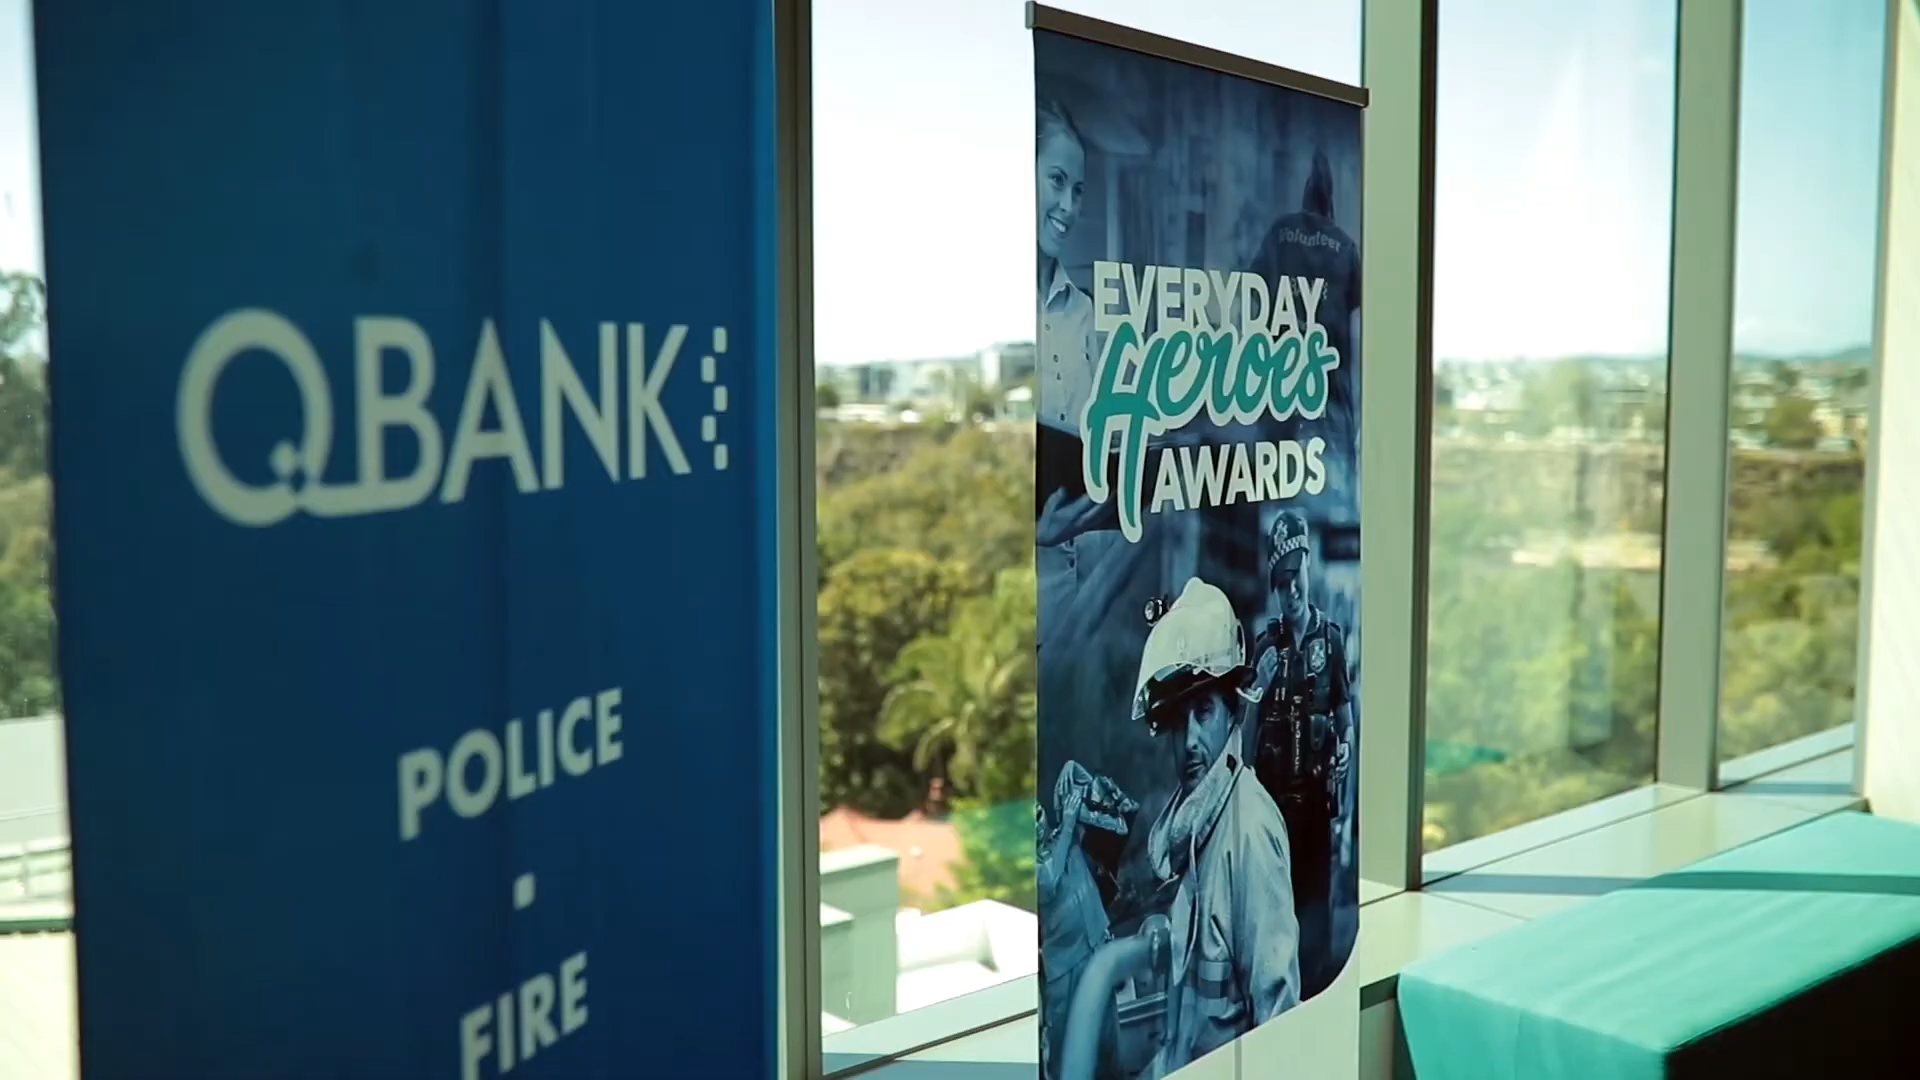 QBANK
POLICE
·
FIRE
Volunteer
EVERYDAY
Heroes
AWARDS